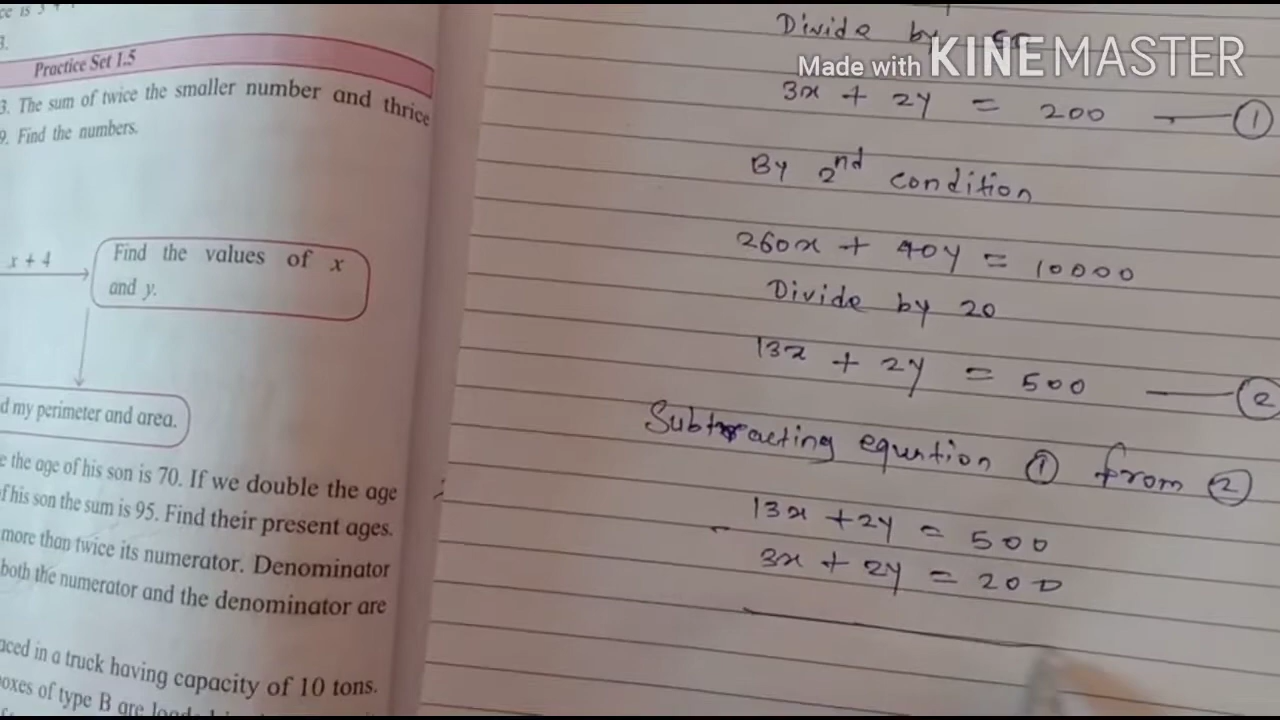 Practice Set 1.5
3. The sum of twice the smaller number and thrice
9. Find the numbers.
x + 4
Find the values of x
and y.
d my perimeter and area.
e the age of his son is 70. If we double the age
f his son the sum is 95. Find their present ages.
more than twice its numerator. Denominator
both the numerator and the denominator are
aced in a truck having capacity of 10 tons.
oxes of type B are
Divide by
Made with KINEMASTER
3x + 2y = 200 — ①
By 2nd condition
260x + 40y = 10000
Divide by 20
13x + 2y = 500 — ②
Subtracting equntion ① from ②
13x + 2y = 500
- 3x + 2y = 200